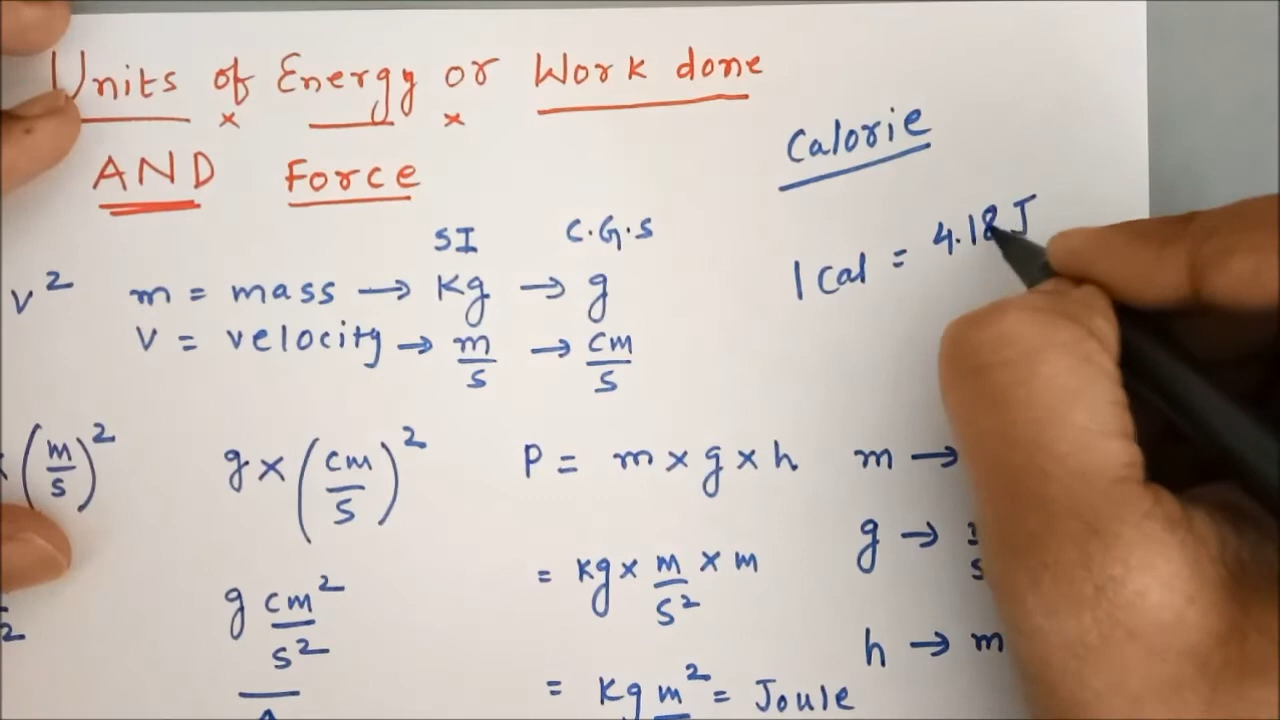 Units of Energy or Work done
x x
AND Force
Calorie
1 Cal = 4.18 J
SI C.G.S
v² m = mass → Kg → g
V = velocity → m/s → cm/s
(m/s)² g × (cm/s)²
P = m × g × h m →
g →
= kg × m/s² × m
g cm²/s²
h → m
= Kg m² = Joule